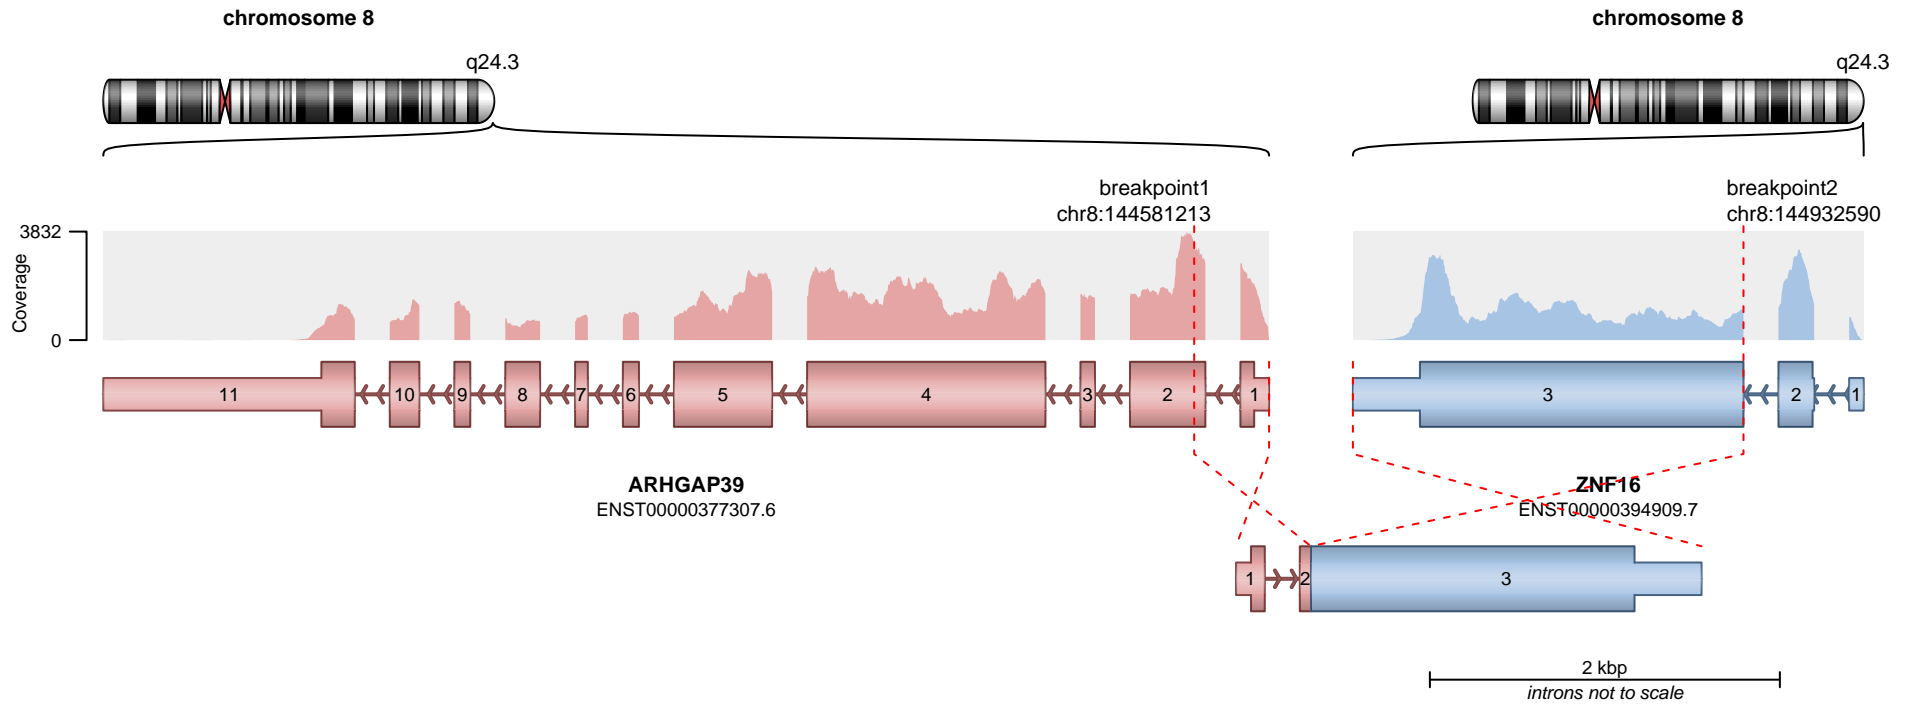 chromosome 8
chromosome 8
q24.3
q24.3
breakpoint1
chr8:144581213
breakpoint2
chr8:144932590
3832
Coverage
0
11
10
9
8
7
6
5
4
3
2
1
3
2
1
ARHGAP39
ENST00000377307.6
ZNF16
ENST00000394909.7
1
2
3
2 kbp
introns not to scale